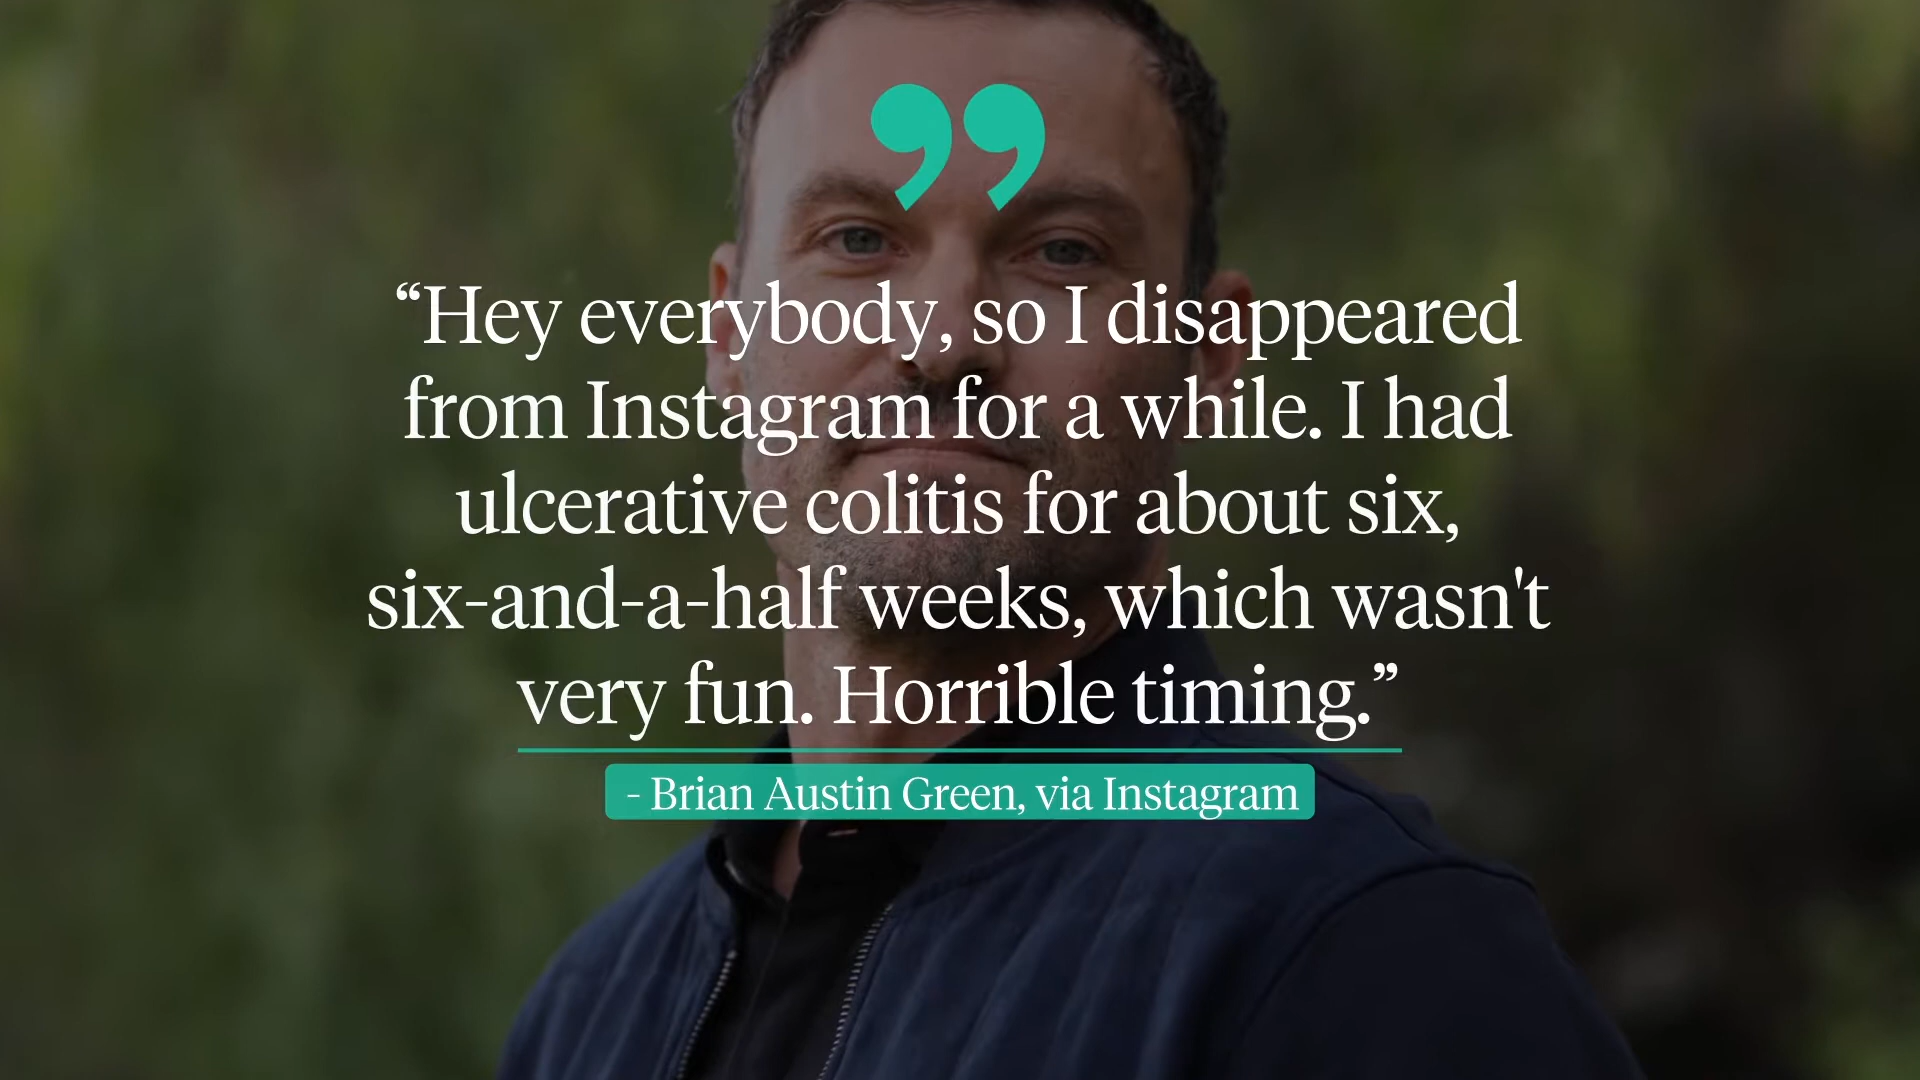 ”
“Hey everybody, so I disappeared
from Instagram for a while. I had
ulcerative colitis for about six,
six-and-a-half weeks, which wasn't
very fun. Horrible timing.”
- Brian Austin Green, via Instagram